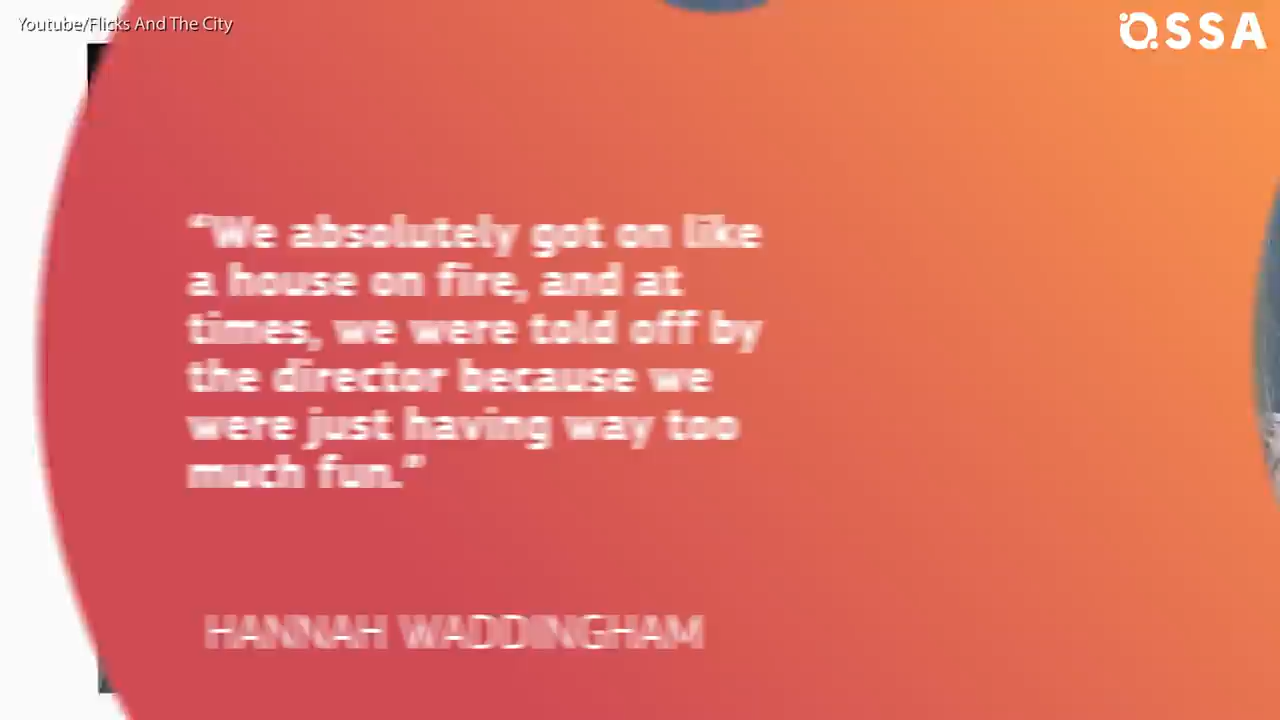 Youtube/Flicks And The City
OSSA
“We absolutely got on like
a house on fire, and at
times, we were told off by
the director because we
were just having way too
much fun.”
HANNAH WADDINGHAM